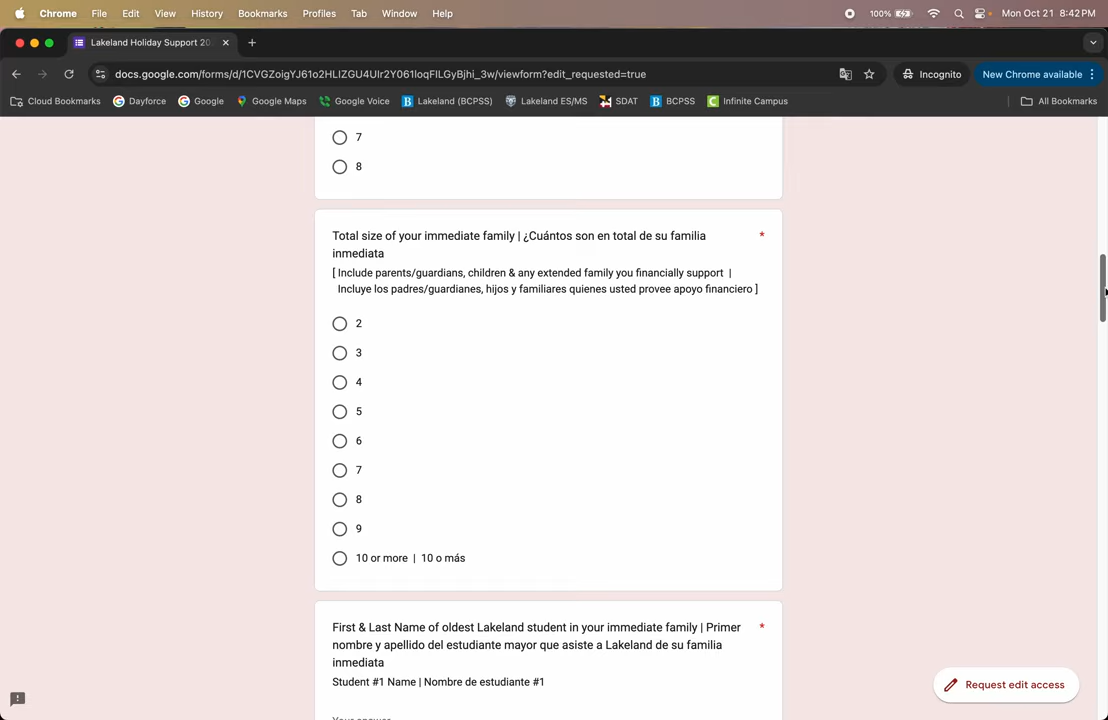 Chrome File Edit View History Bookmarks Profiles Tab Window Help 100% Mon Oct 21 8:42 PM
Lakeland Holiday Support 20
docs.google.com/forms/d/1CVGZoigYJ61o2HLIZGU4UIr2Y061loqFILGyBjhi_3w/viewform?edit_requested=true Incognito New Chrome available
Cloud Bookmarks Dayforce Google Google Maps Google Voice Lakeland (BCPSS) Lakeland ES/MS SDAT BCPSS Infinite Campus All Bookmarks
7
8
Total size of your immediate family | ¿Cuántos son en total de su familia *
inmediata
[ Include parents/guardians, children & any extended family you financially support |
Incluye los padres/guardianes, hijos y familiares quienes usted provee apoyo financiero ]
2
3
4
5
6
7
8
9
10 or more | 10 o más
First & Last Name of oldest Lakeland student in your immediate family | Primer *
nombre y apellido del estudiante mayor que asiste a Lakeland de su familia
inmediata
Student #1 Name | Nombre de estudiante #1
Your answer
Request edit access